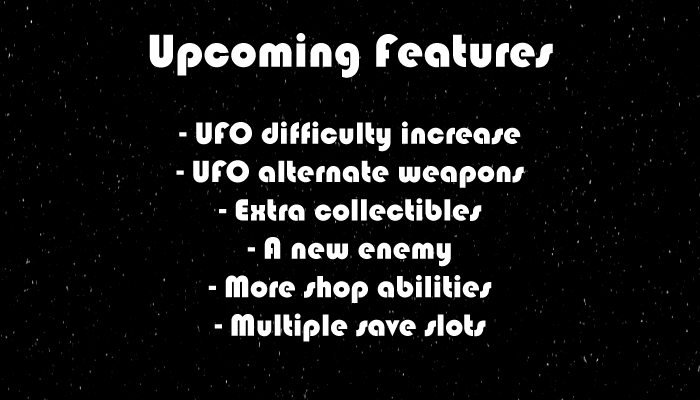 Upcoming Features
- UFO difficulty increase
- UFO alternate weapons
- Extra collectibles
- A new enemy
- More shop abilities
- Multiple save slots